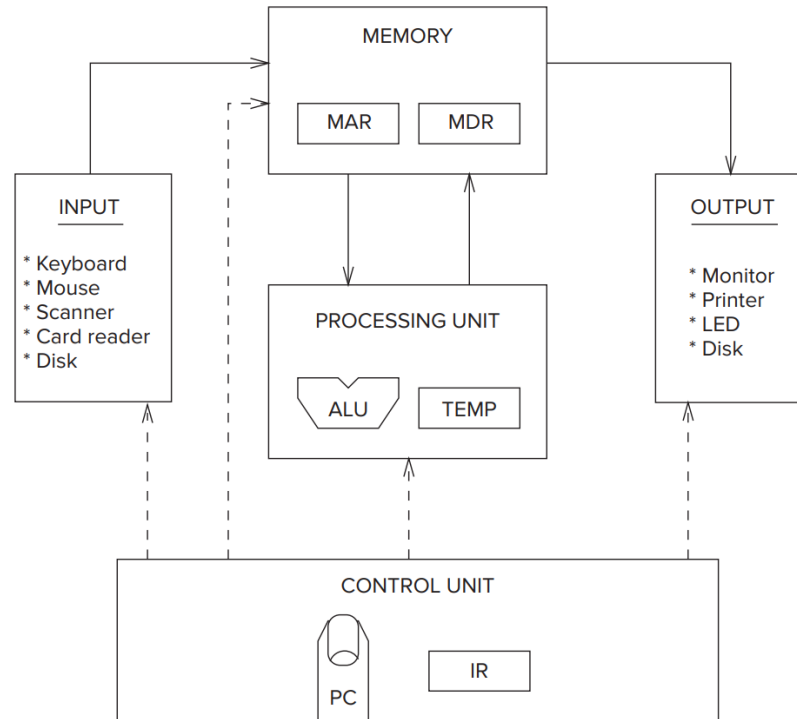 MEMORY
MAR
MDR
INPUT
* Keyboard
* Mouse
* Scanner
* Card reader
* Disk
PROCESSING UNIT
ALU
TEMP
OUTPUT
* Monitor
* Printer
* LED
* Disk
CONTROL UNIT
PC
IR